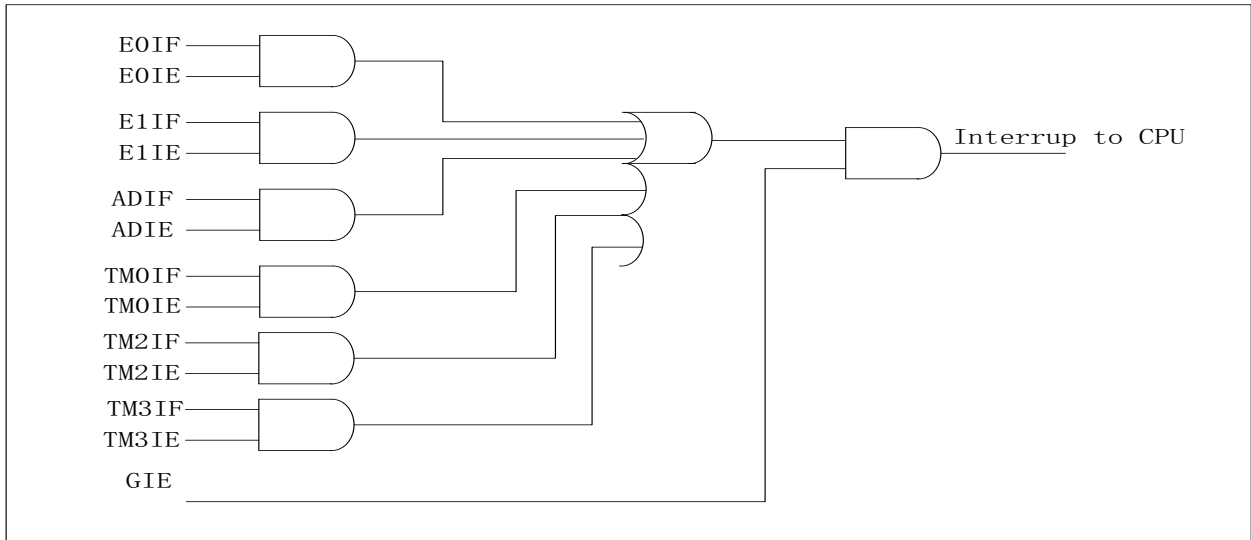 E0IF
E0IE
E1IF
E1IE
Interrup to CPU
ADIF
ADIE
TM0IF
TM0IE
TM2IF
TM2IE
TM3IF
TM3IE
GIE